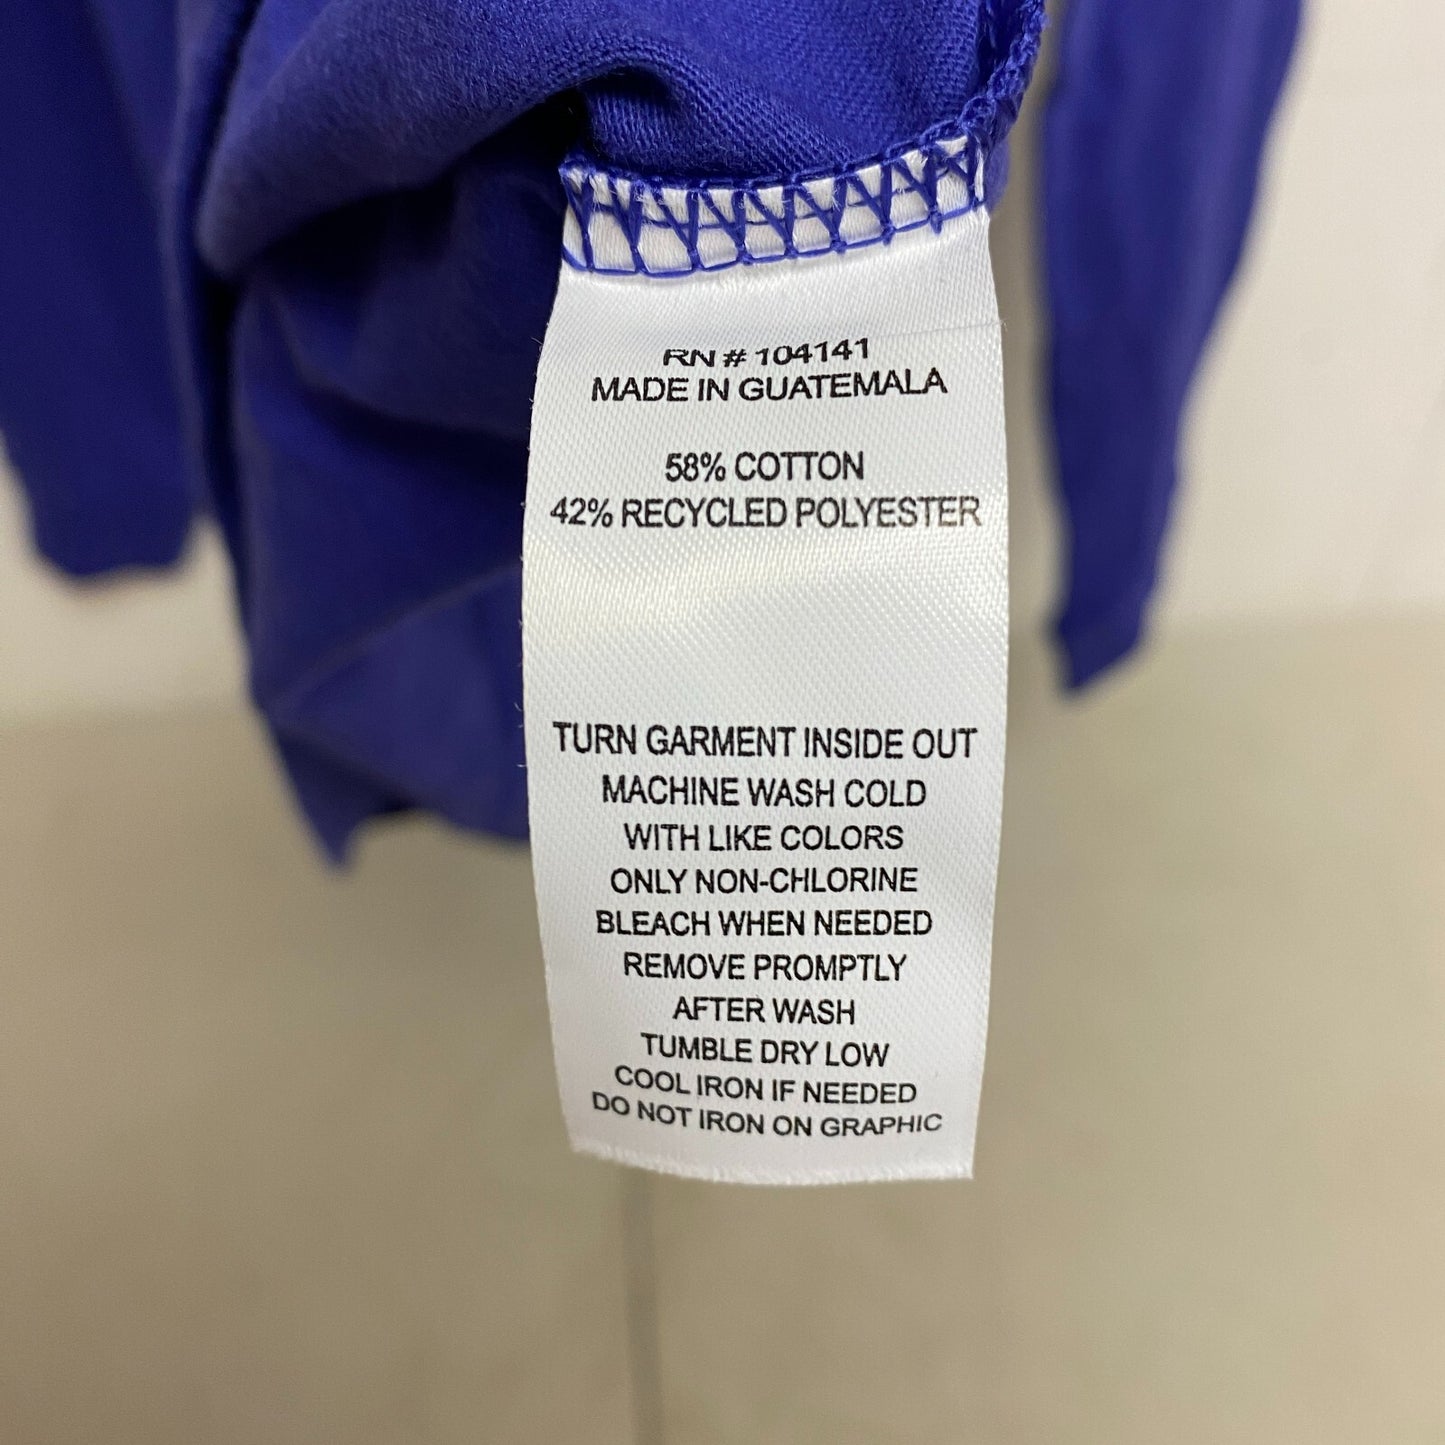 RN # 104141
MADE IN GUATEMALA
58% COTTON
42% RECYCLED POLYESTER
TURN GARMENT INSIDE OUT
MACHINE WASH COLD
WITH LIKE COLORS
ONLY NON-CHLORINE
BLEACH WHEN NEEDED
REMOVE PROMPTLY
AFTER WASH
TUMBLE DRY LOW
COOL IRON IF NEEDED
DO NOT IRON ON GRAPHIC